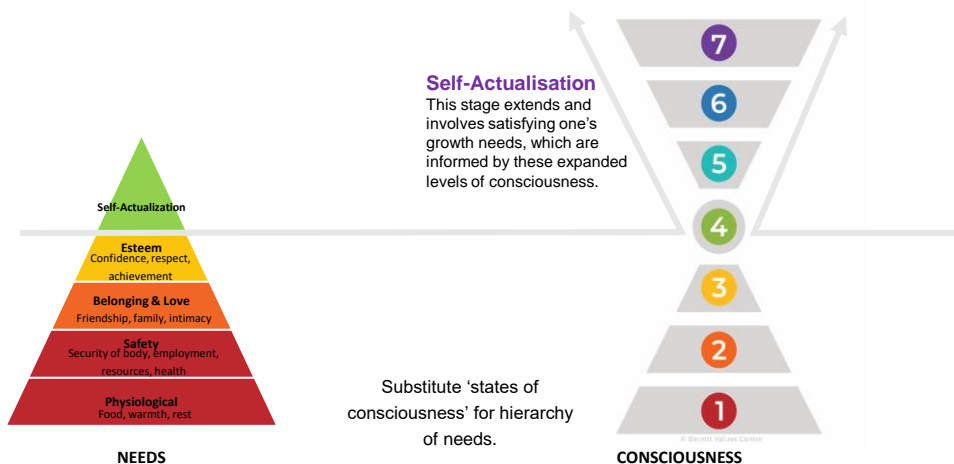 Self-Actualization
Esteem
Confidence, respect,
achievement
Belonging & Love
Friendship, family, intimacy
Safety
Security of body, employment,
resources, health
Physiological
Food, warmth, rest
NEEDS
Self-Actualisation
This stage extends and
involves satisfying one's
growth needs, which are
informed by these expanded
levels of consciousness.
Substitute ‘states of
consciousness’ for hierarchy
of needs.
7
6
5
4
3
2
1
© Barrett Values Centre
CONSCIOUSNESS